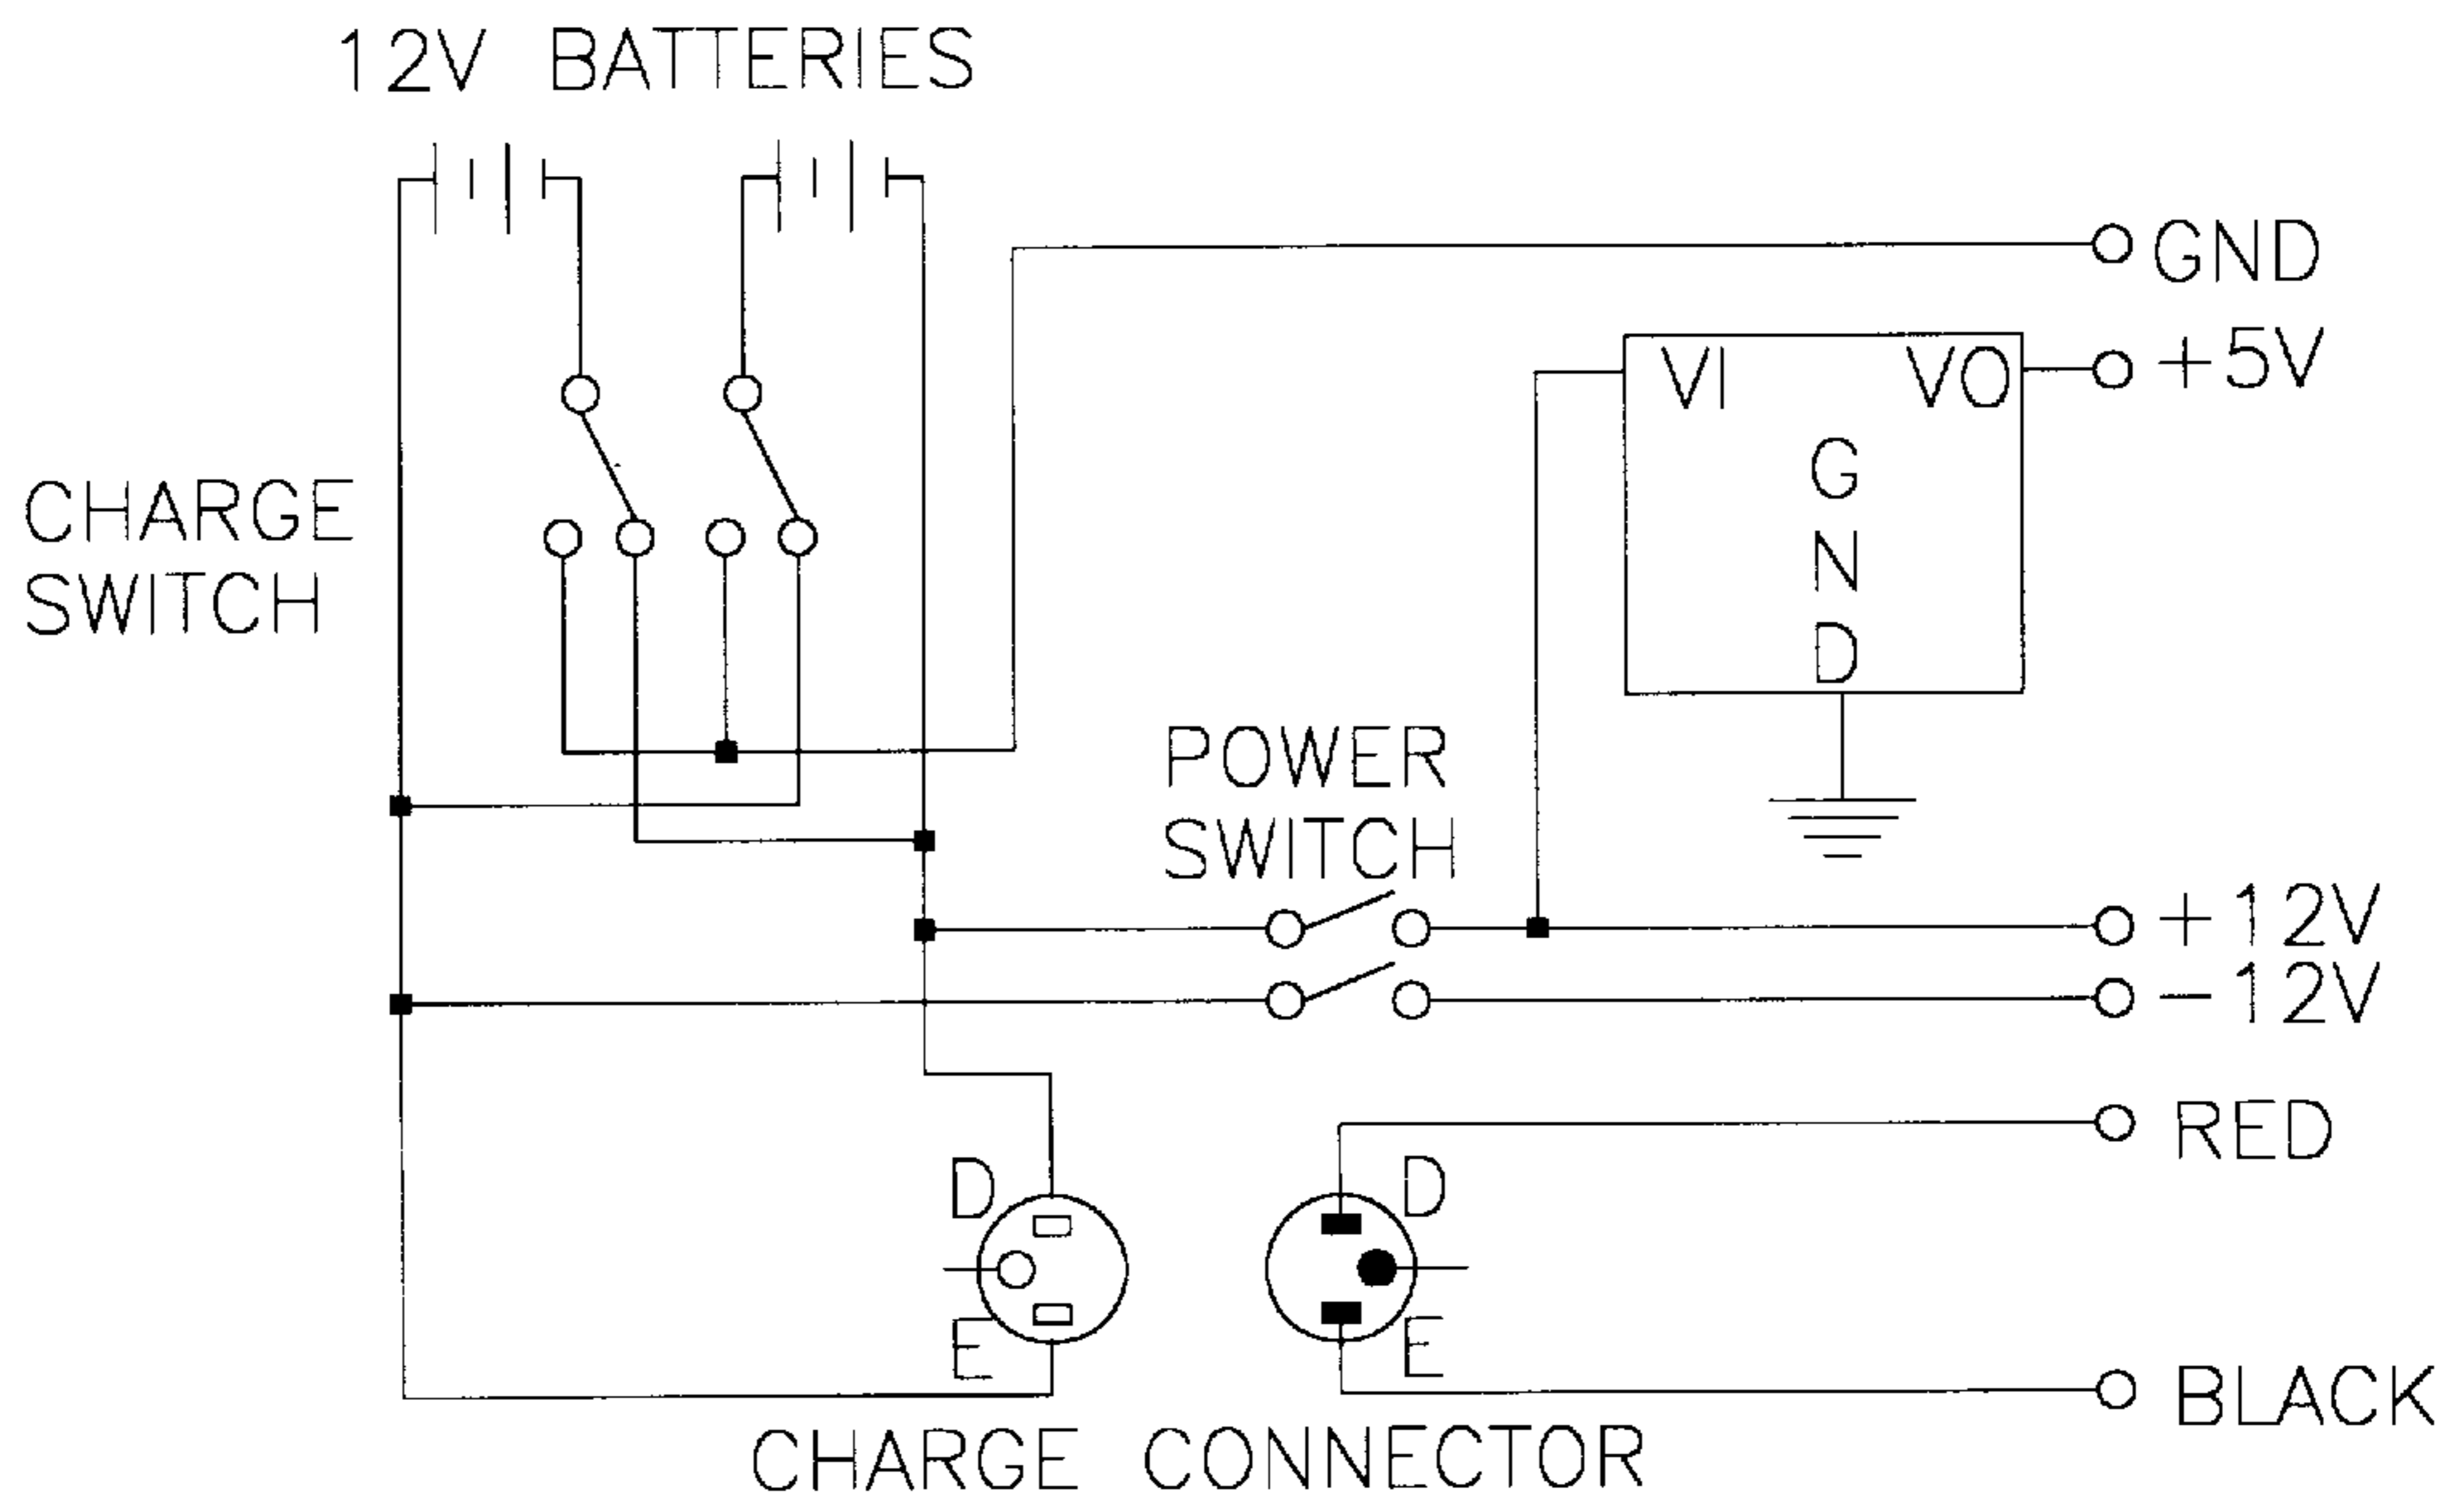 12V BATTERIES
GND
+5V
VI VO
G
N
D
CHARGE
SWITCH
POWER
SWITCH
+12V
-12V
RED
D D
E E
BLACK
CHARGE CONNECTOR